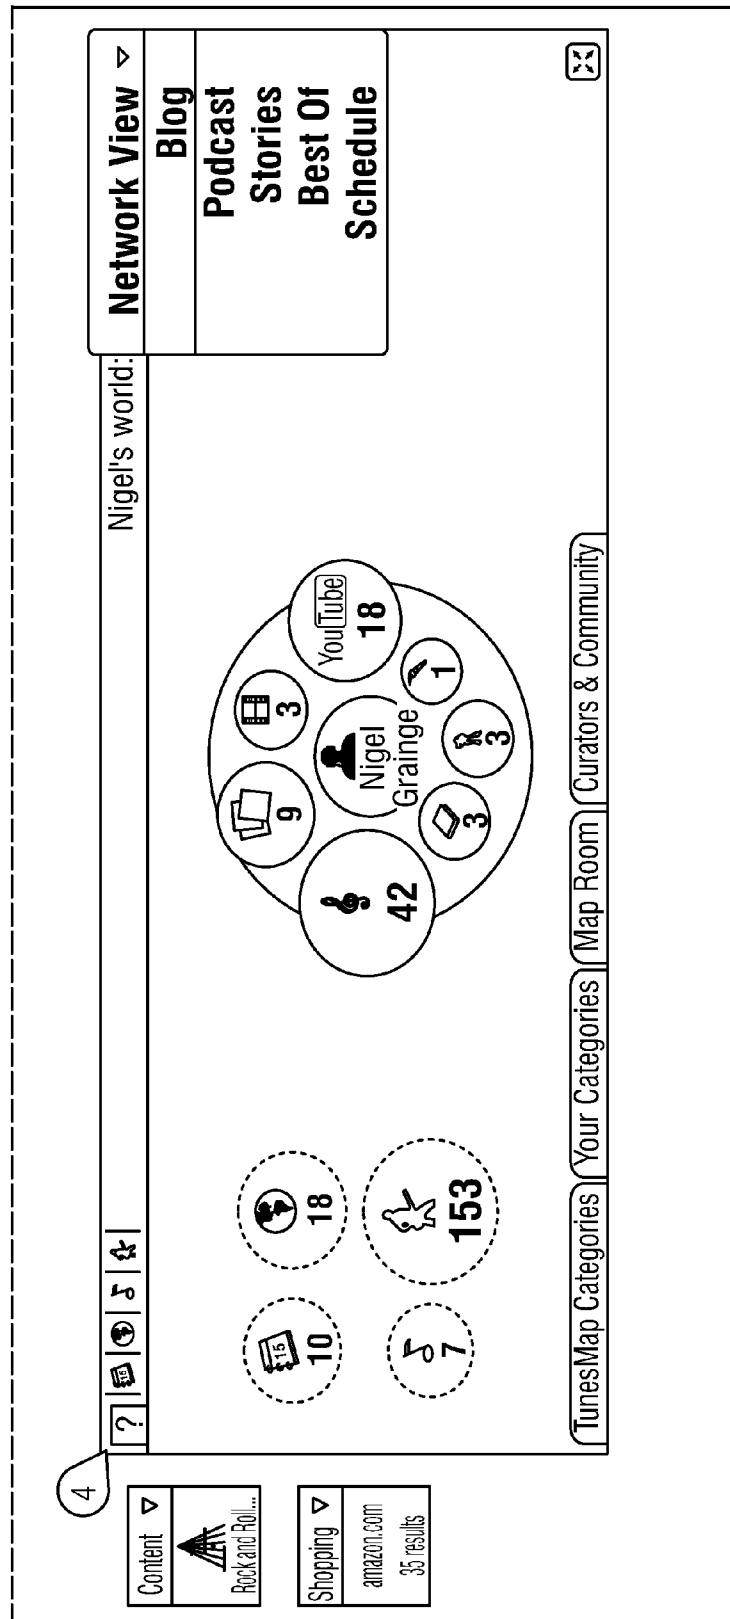 4
Content
Rock and Roll...
Shopping
amazon.com
35 results
?
15
Nigel's world:
Network View
Blog
Podcast
Stories
Best Of
Schedule
15
10
18
7
153
42
9
3
YouTube
18
Nigel
Grainge
3
3
1
TunesMap Categories
Your Categories
Map Room
Curators & Community